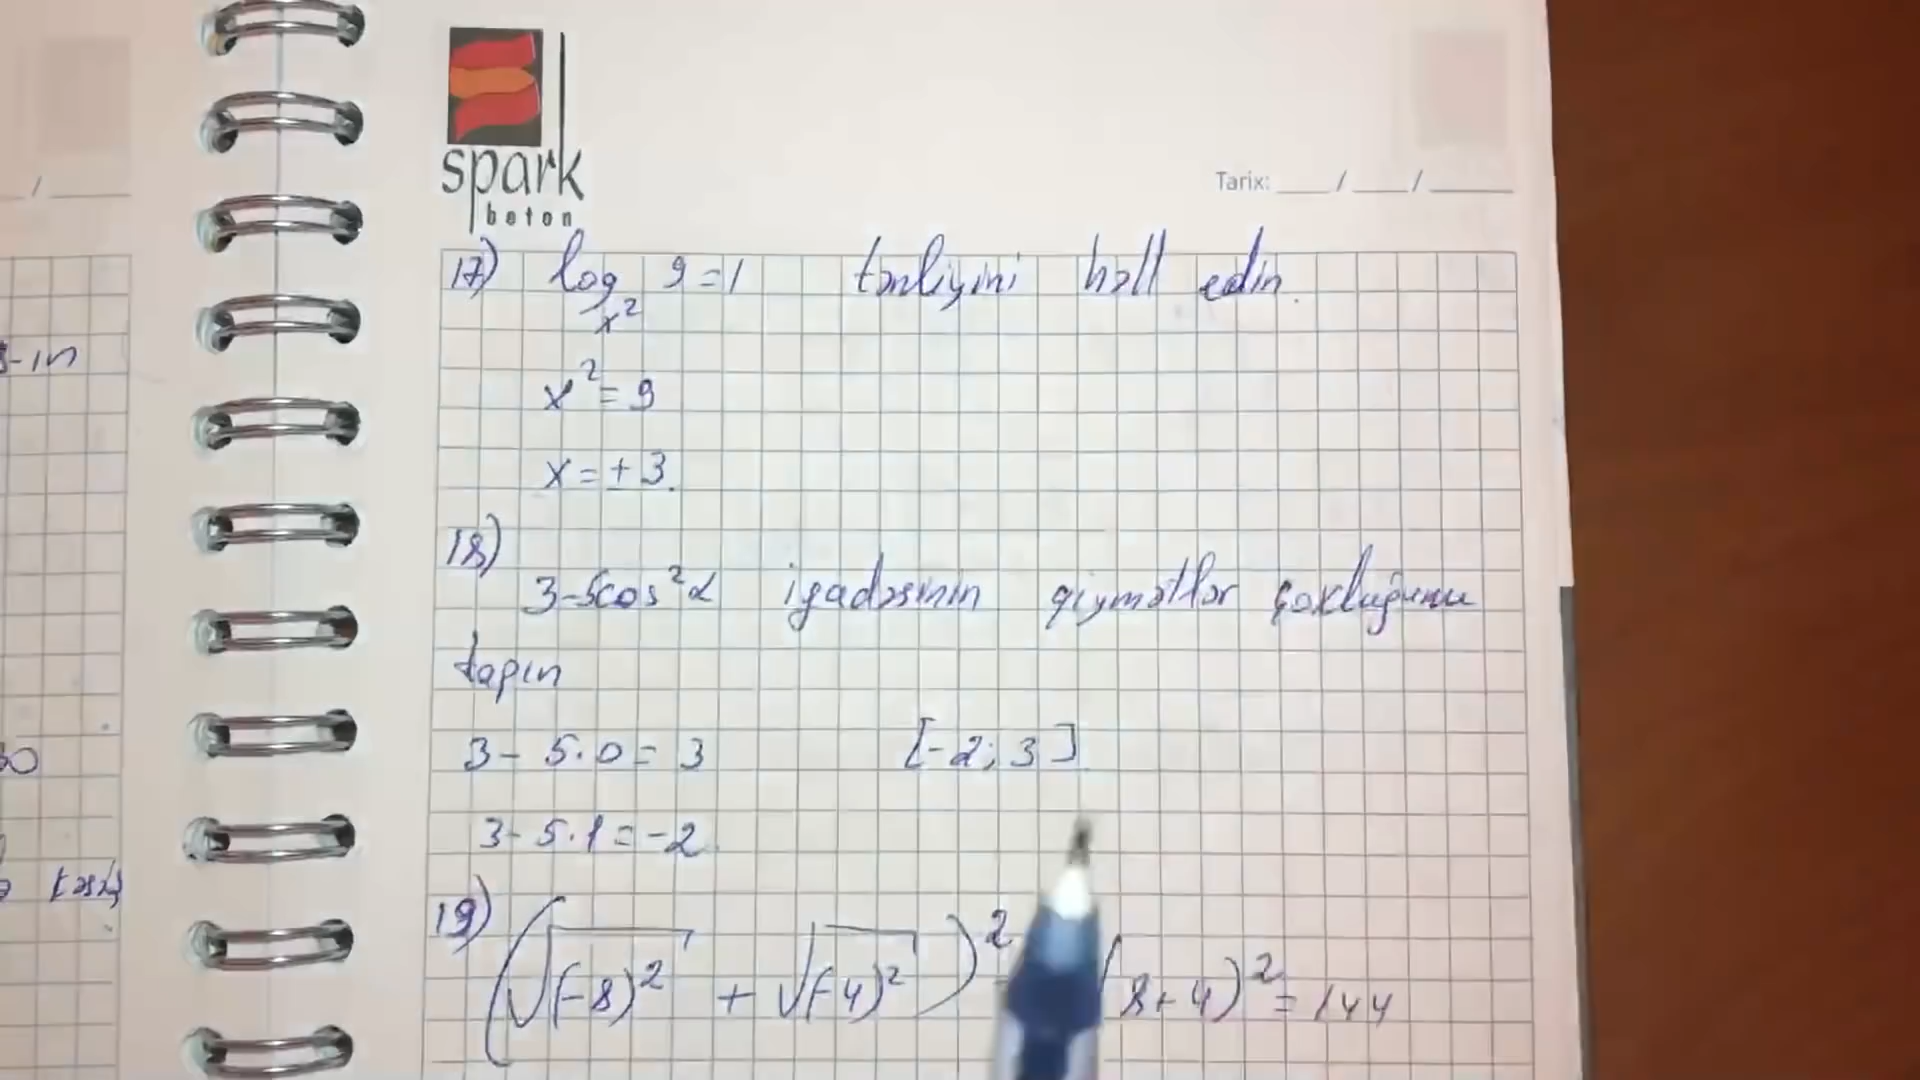 spark
beton
Tarix: ___/___/_____
17) log_{x²} 9 = 1 tənliyini həll edin.
x² = 9
x = ± 3.
18)
3-5cos²α ifadəsinin qiymətlər çoxluğunu
tapın
3 - 5·0 = 3 [-2; 3]
3 - 5·1 = -2.
19) (√(-8)² + √(-4)²)² (8+4)² = 144